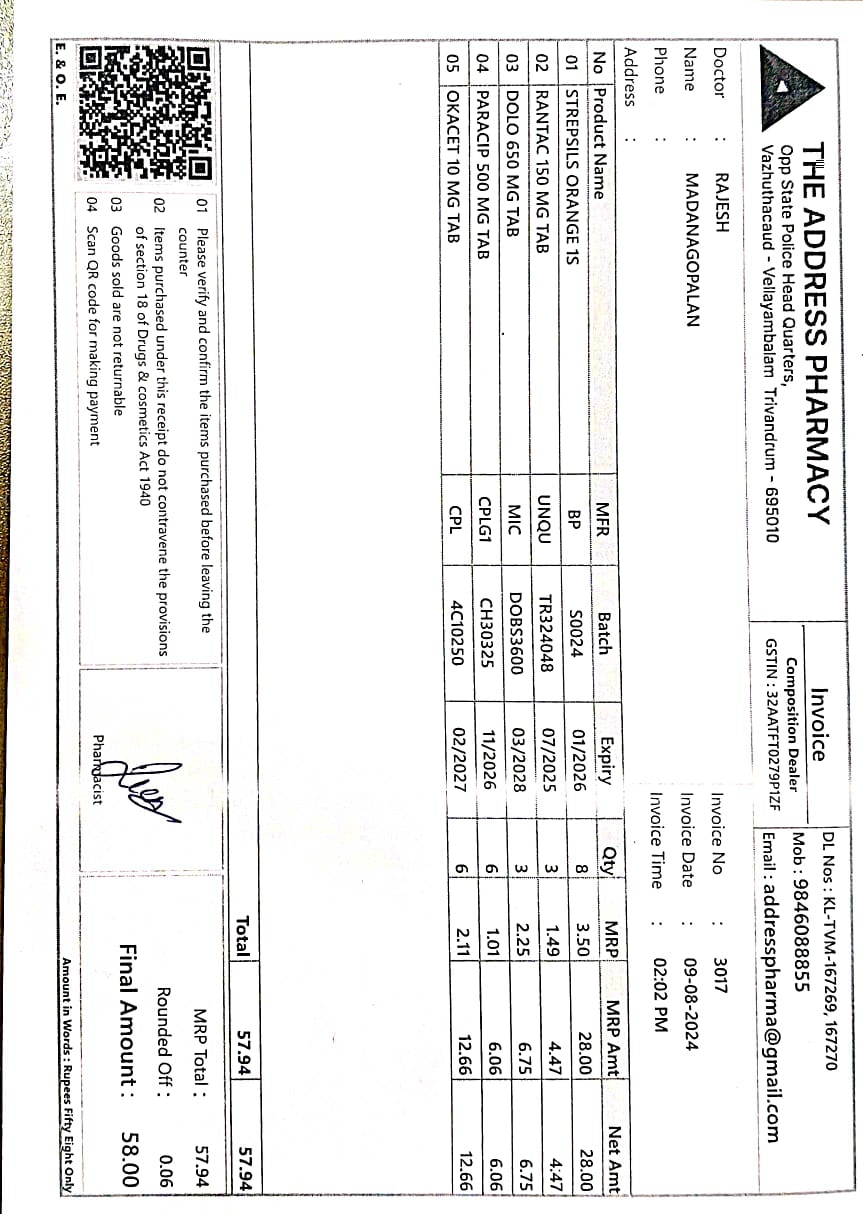 THE ADDRESS PHARMACY
Opp State Police Head Quarters,
Vazhuthacaud - Vellayambalam Trivandrum - 695010
Invoice
Composition Dealer
GSTIN : 32AATFT0279P1ZF
DL Nos : KL-TVM-167269, 167270
Mob : 9846088855
Email : addresspharma@gmail.com
Doctor : RAJESH
Name : MADANAGOPALAN
Phone :
Address :
Invoice No : 3017
Invoice Date : 09-08-2024
Invoice Time : 02:02 PM
No Product Name MFR Batch Expiry Qty MRP MRP Amt Net Amt
01 STREPSILS ORANGE 1S BP S0024 01/2026 8 3.50 28.00 28.00
02 RANTAC 150 MG TAB UNQU TR324048 07/2025 3 1.49 4.47 4:47
03 DOLO 650 MG TAB MIC DOBS3600 03/2028 3 2.25 6.75 6.75
04 PARACIP 500 MG TAB CPLG1 CH30325 11/2026 6 1.01 6.06 6.06
05 OKACET 10 MG TAB CPL 4C10250 02/2027 6 2.11 12.66 12.66
Total 57.94 57.94
01 Please verify and confirm the items purchased before leaving the
counter
02 Items purchased under this receipt do not contravene the provisions
of section 18 of Drugs & cosmetics Act 1940
03 Goods sold are not returnable
04 Scan QR code for making payment
Pharmacist
MRP Total : 57.94
Rounded Off : 0.06
Final Amount : 58.00
E. & O. E.
Amount in Words : Rupees Fifty Eight Only